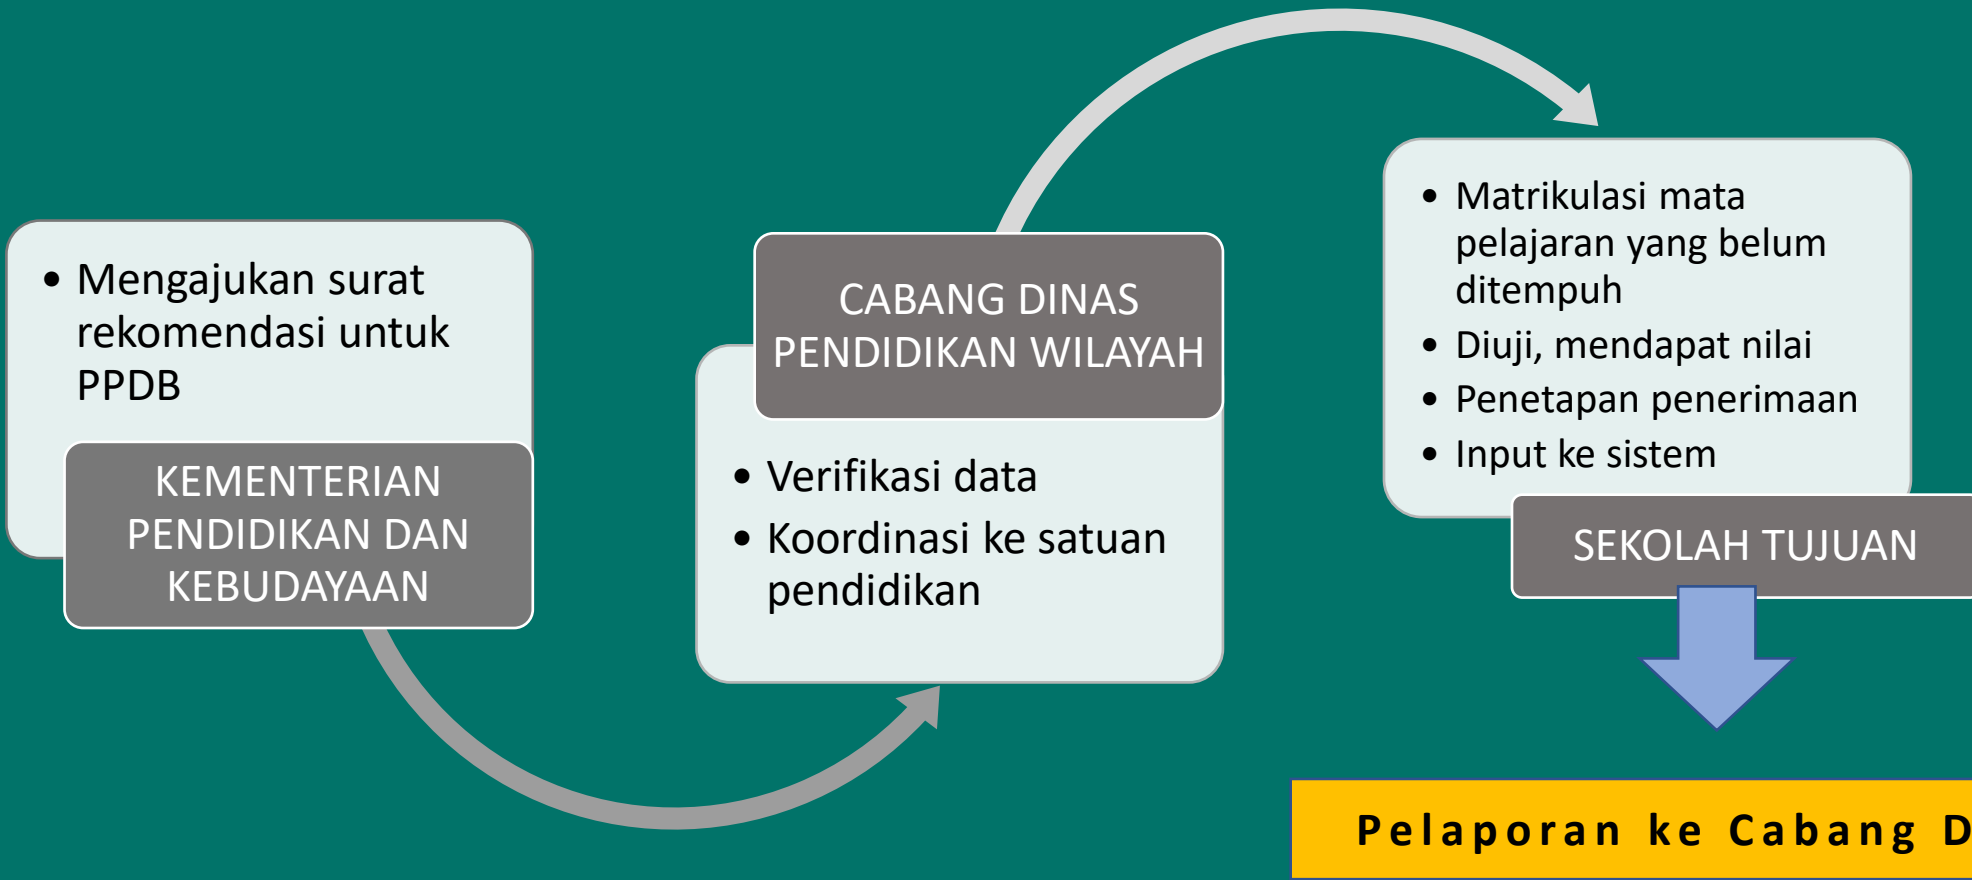 • Mengajukan surat
rekomendasi untuk
PPDB
KEMENTERIAN
PENDIDIKAN DAN
KEBUDAYAAN
CABANG DINAS
PENDIDIKAN WILAYAH
• Verifikasi data
• Koordinasi ke satuan
pendidikan
• Matrikulasi mata
pelajaran yang belum
ditempuh
• Diuji, mendapat nilai
• Penetapan penerimaan
• Input ke sistem
SEKOLAH TUJUAN
Pelaporan ke Cabang D